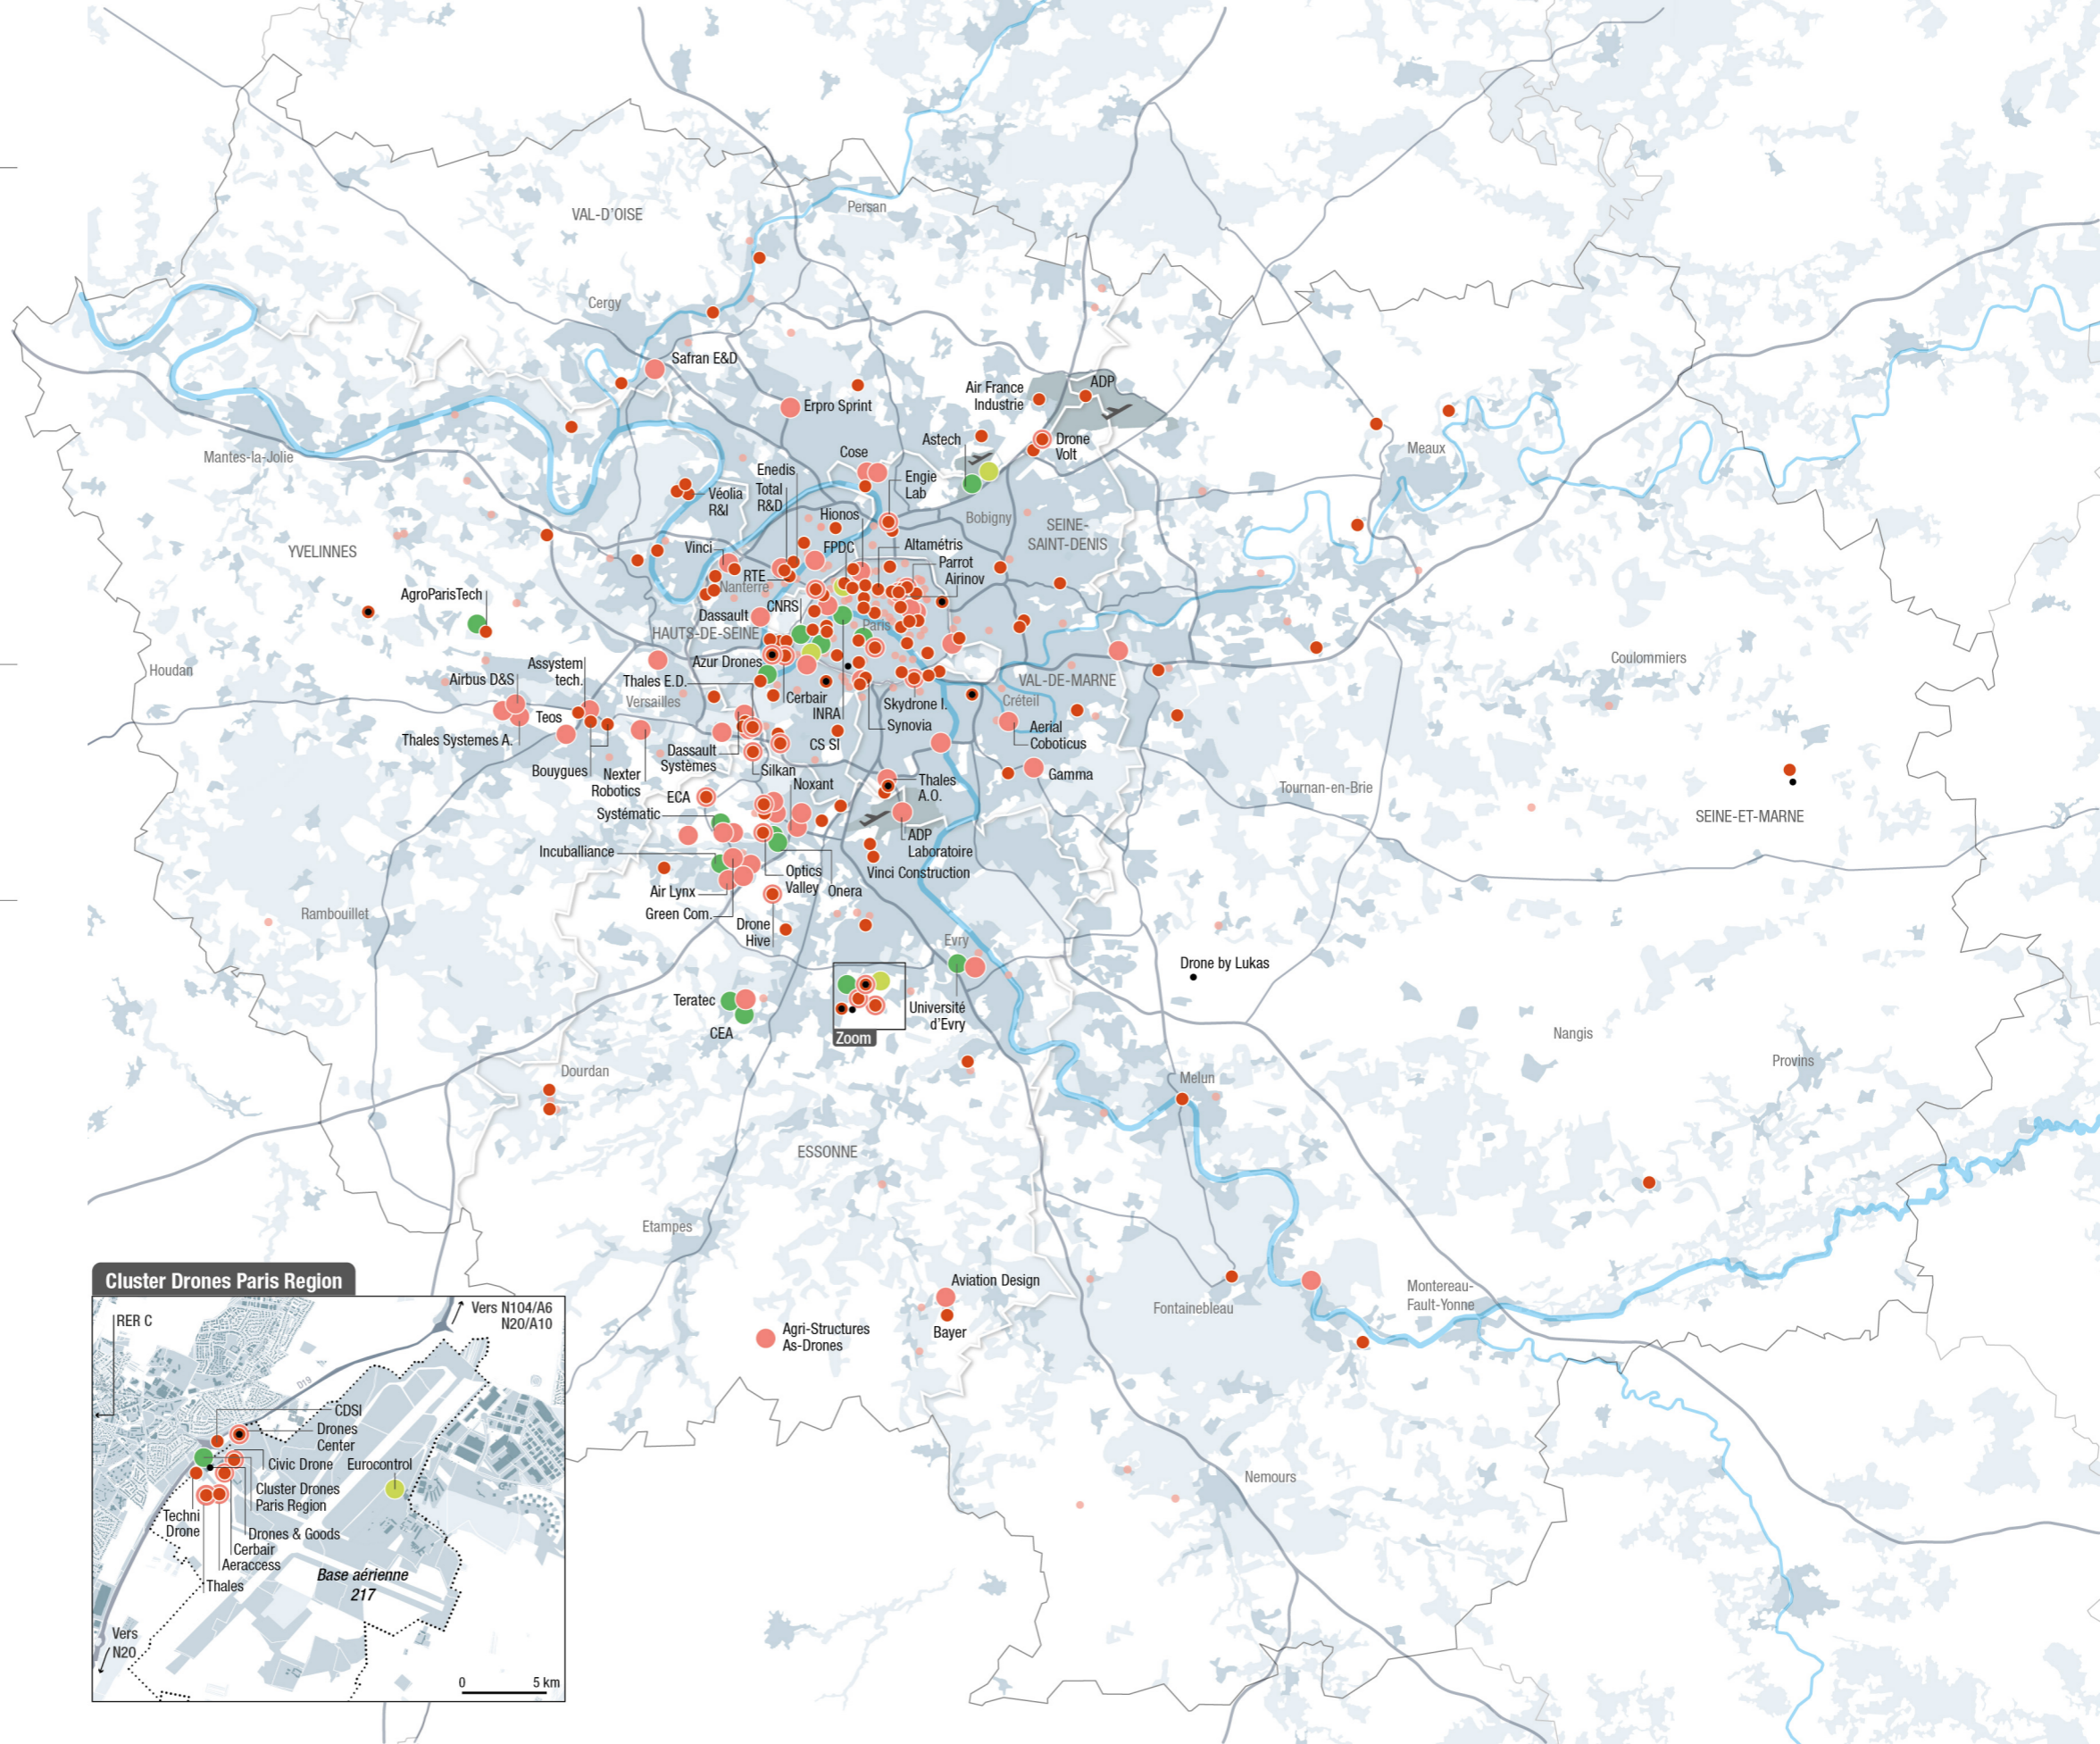 VAL-D'OISE
Persan
Cergy
Safran E&D
Erpro Sprint
Air France
Industrie
ADP
Astech
Drone
Volt
Meaux
Mantes-la-Jolie
Cose
Enedis
Total
R&D
Engie
Lab
Véolia
R&I
Hionos
Bobigny
SEINE-
SAINT-DENIS
YVELINNES
Vinci
FPDC
Altamétris
Parrot
Airinov
RTE
Nanterre
AgroParisTech
CNRS
Dassault
HAUTS-DE-SEINE
Paris
Houdan
Azur Drones
Assystem
tech.
Airbus D&S
Thales E.D.
Versailles
Cerbair
INRA
Skydrone I.
VAL-DE-MARNE
Créteil
Coulommiers
Teos
Synovia
Aerial
Coboticus
Thales Systemes A.
Dassault
Systèmes
CS SI
Bouygues
Nexter
Robotics
Silkan
Noxant
Thales
A.O.
Gamma
Tournan-en-Brie
ECA
Systématic
SEINE-ET-MARNE
ADP
Laboratoire
Incuballiance
Vinci Construction
Optics
Valley
Onera
Air Lynx
Green Com.
Rambouillet
Drone
Hive
Evry
Drone by Lukas
Teratec
CEA
Université
d'Evry
Zoom
Nangis
Provins
Dourdan
Melun
ESSONNE
Etampes
Aviation Design
Fontainebleau
Montereau-
Fault-Yonne
Agri-Structures
As-Drones
Bayer
Nemours
Cluster Drones Paris Region
RER C
Vers N104/A6
N20/A10
D19
CDSI
Drones
Center
Civic Drone
Eurocontrol
Cluster Drones
Paris Region
Techni
Drone
Drones & Goods
Cerbair
Aeraccess
Thales
Base aérienne
217
Vers
N20
0 5 km